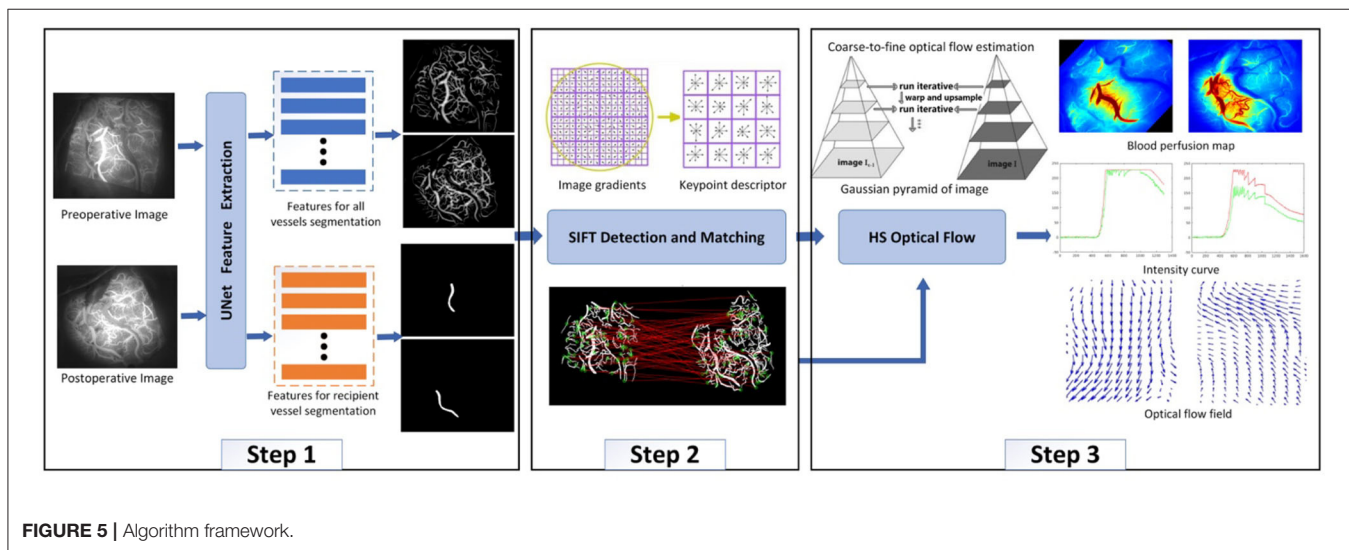 Preoperative Image
Postoperative Image
UNet Feature Extraction
Features for all
vessels segmentation
Features for recipient
vessel segmentation
Step 1
Image gradients
Keypoint descriptor
SIFT Detection and Matching
Step 2
Coarse-to-fine optical flow estimation
run iterative
warp and upsample
run iterative
image I t-1
image I
Gaussian pyramid of image
HS Optical Flow
Blood perfusion map
Intensity curve
Optical flow field
Step 3
FIGURE 5 | Algorithm framework.